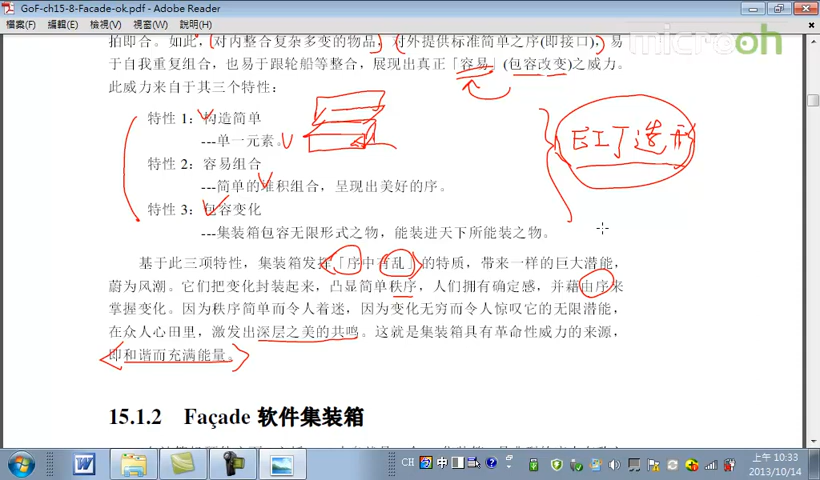 GoF-ch15-8-Facade-ok.pdf - Adobe Reader
檔案(F) 編輯(E) 檢視(V) 視窗(W) 說明(H)
microoh
拍即合。如此,(对内整合复杂多变的物品),(对外提供标准简单之序(即接口),易
于自我重复组合,也易于跟轮船等整合,展现出真正「容易」(包容改变)之威力。
此威力来自于其三个特性:
特性 1: 构造简单
---单一元素。
特性 2: 容易组合
---简单的堆积组合,呈现出美好的序。
特性 3: 包容变化
---集装箱包容无限形式之物,能装进天下所能装之物。
EIT造形
基于此三项特性,集装箱发挥「序中有乱」的特质,带来一样的巨大潜能,
蔚为风潮。它们把变化封装起来,凸显简单秩序,人们拥有确定感,并藉由序来
掌握变化。因为秩序简单而令人着迷,因为变化无穷而令人惊叹它的无限潜能,
在众人心田里,激发出深层之美的共鸣。这就是集装箱具有革命性威力的来源,
即和谐而充满能量。
15.1.2 Façade 软件集装箱
CH
上午 10:33
2013/10/14